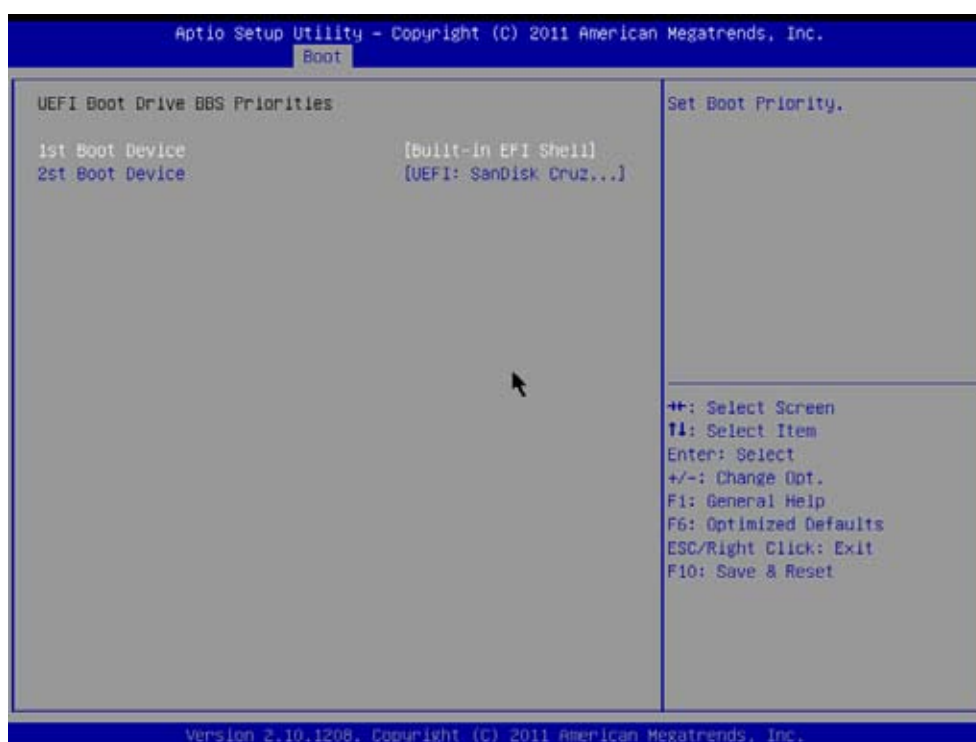 Aptio Setup Utility - Copyright (C) 2011 American Megatrends, Inc.
Boot
UEFI Boot Drive BBS Priorities
1st Boot Device [Built-in EFI Shell]
2st Boot Device [UEFI: SanDisk Cruz...]
Set Boot Priority.
→←: Select Screen
↑↓: Select Item
Enter: Select
+/-: Change Opt.
F1: General Help
F6: Optimized Defaults
ESC/Right Click: Exit
F10: Save & Reset
Version 2.10.1208. Copyright (C) 2011 American Megatrends, Inc.